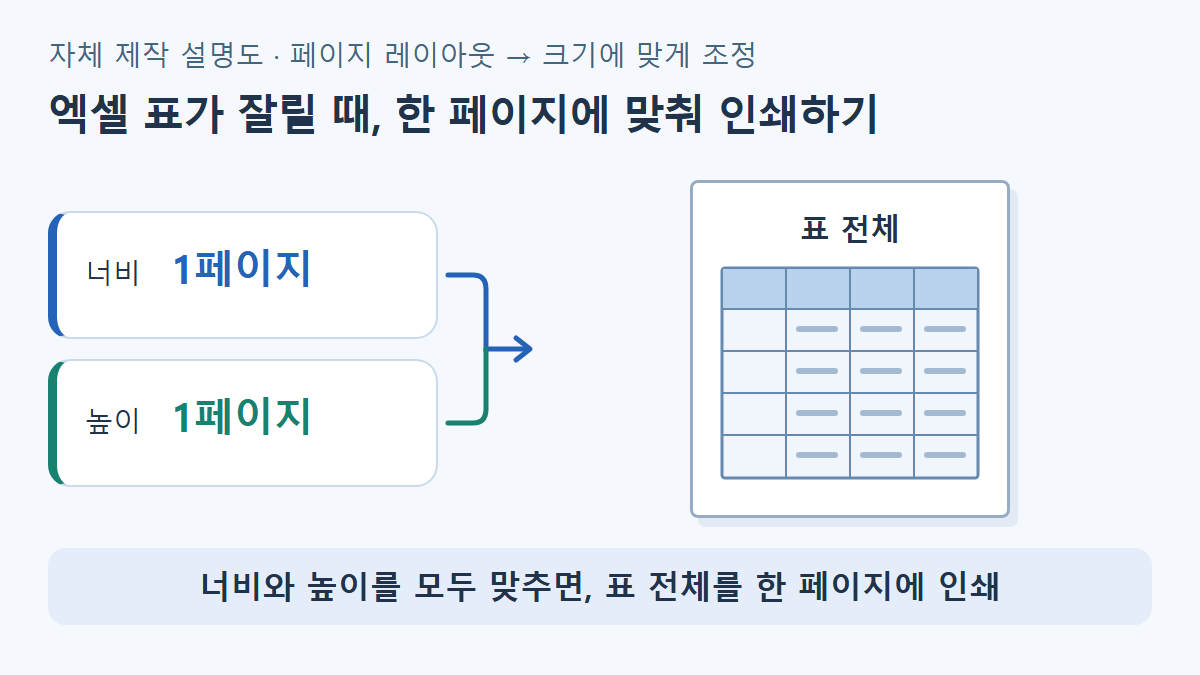 자체 제작 설명도 · 페이지 레이아웃 → 크기에 맞게 조정
엑셀 표가 잘릴 때, 한 페이지에 맞춰 인쇄하기
너비 1페이지
높이 1페이지
표 전체
너비와 높이를 모두 맞추면, 표 전체를 한 페이지에 인쇄